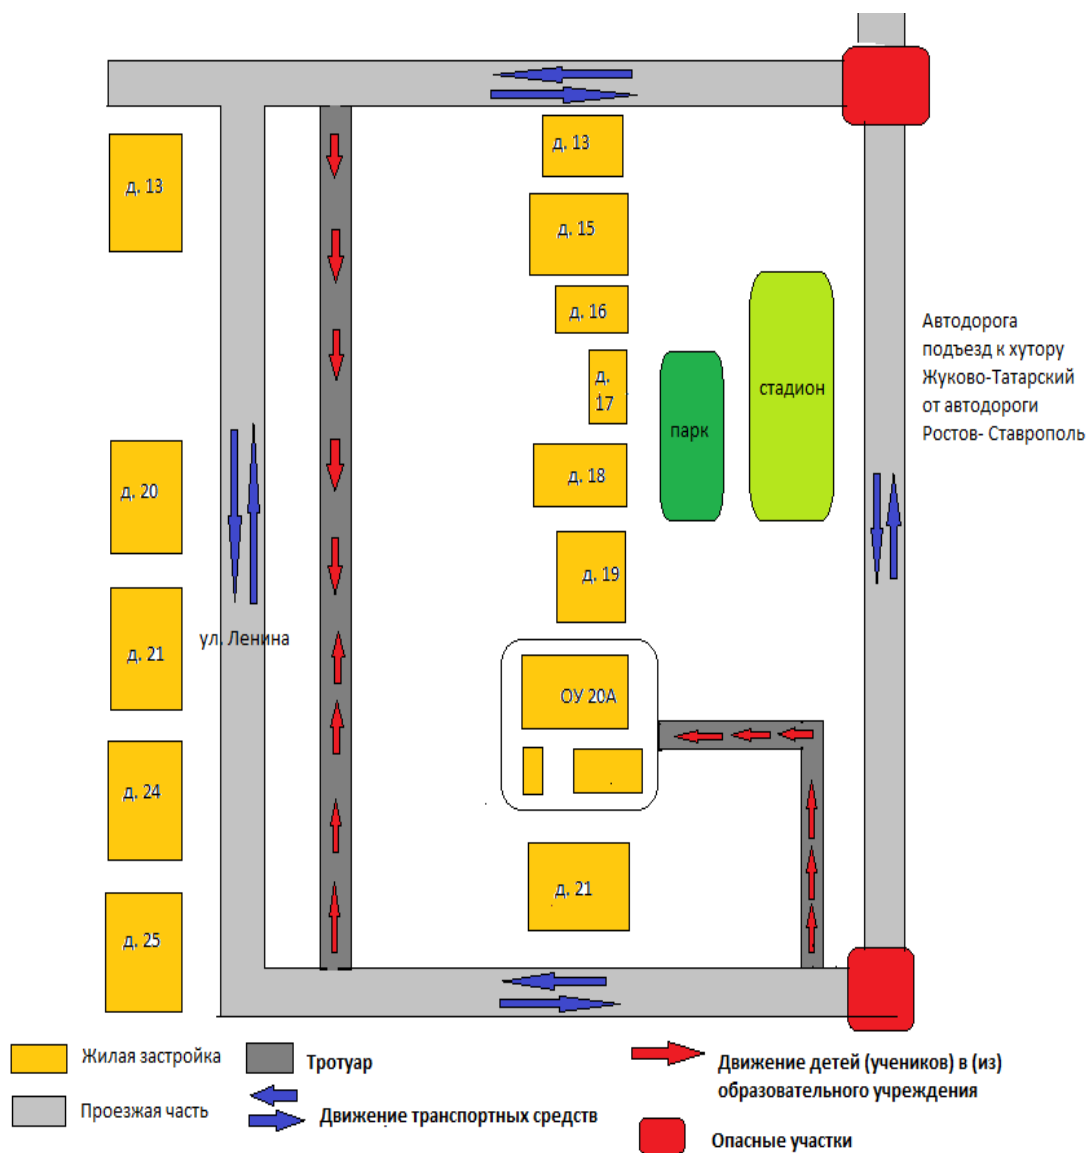 д. 13
д. 13
д. 15
д. 16
д.
17
д. 18
парк
стадион
Автодорога
подъезд к хутору
Жуково-Татарский
от автодороги
Ростов- Ставрополь
д. 20
д. 19
д. 21
ул. Ленина
ОУ 20А
д. 24
д. 21
д. 25
Жилая застройка
Тротуар
Движение детей (учеников) в (из)
образовательного учреждения
Проезжая часть
Движение транспортных средств
Опасные участки